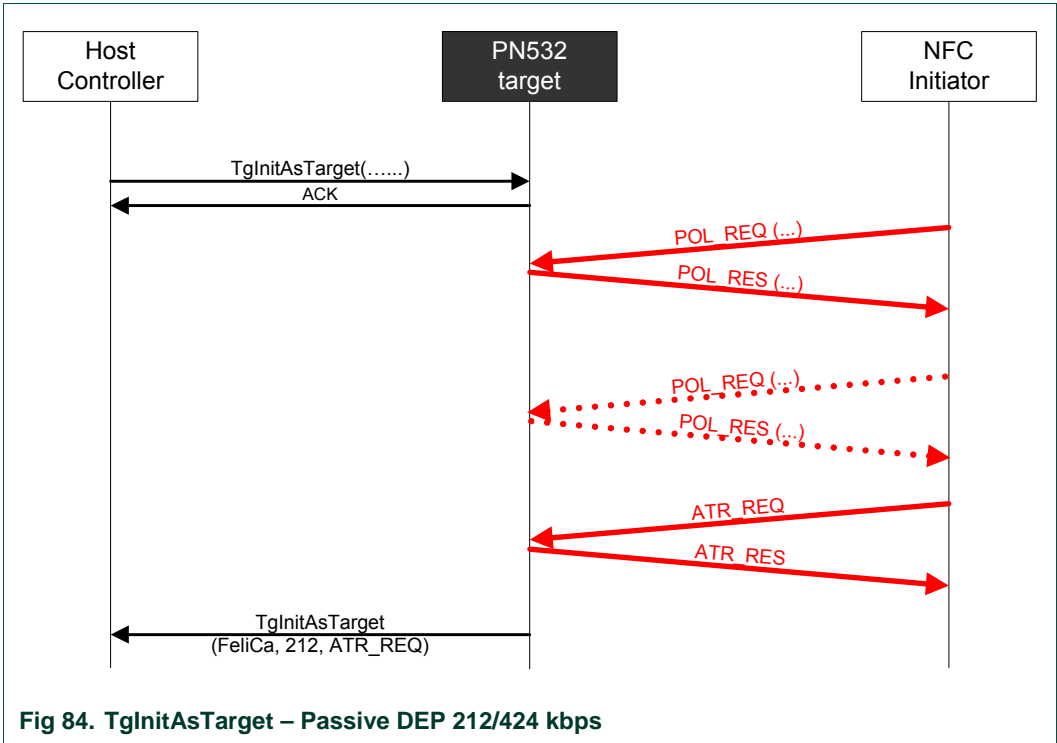 Host
Controller
PN532
target
NFC
Initiator
TgInitAsTarget(…...)
ACK
POL_REQ (...)
POL_RES (...)
POL_REQ (...)
POL_RES (...)
ATR_REQ
ATR_RES
TgInitAsTarget
(FeliCa, 212, ATR_REQ)
Fig 84. TgInitAsTarget – Passive DEP 212/424 kbps